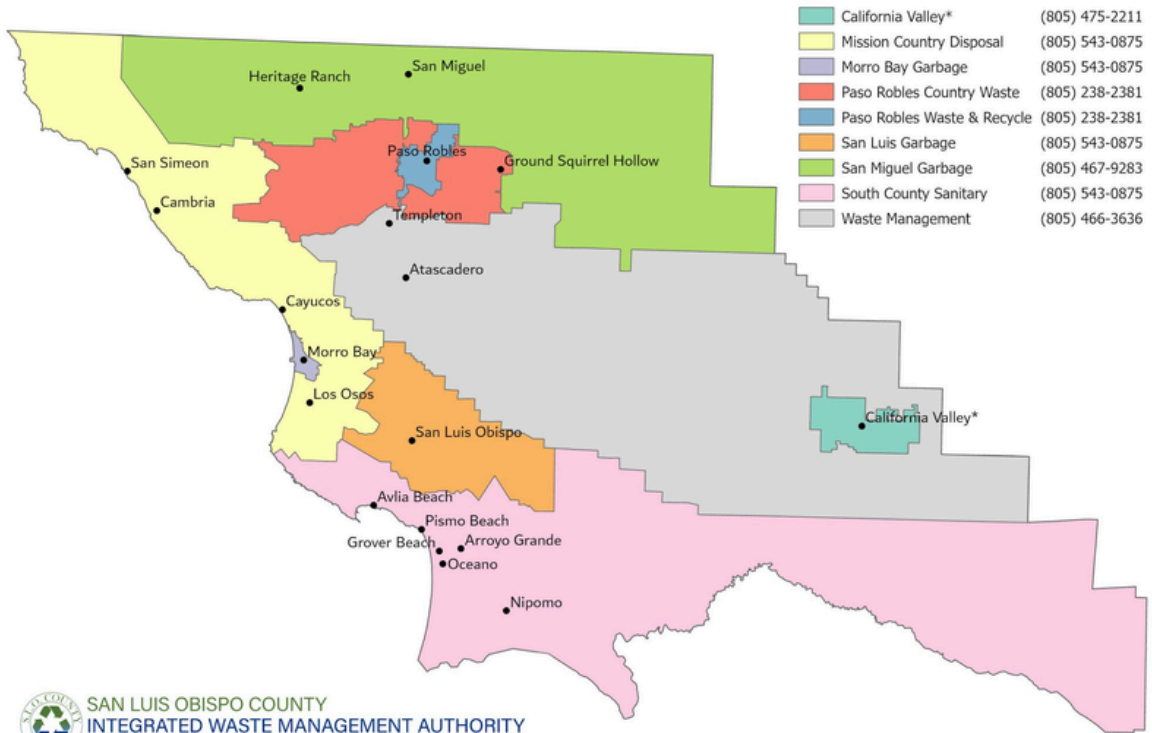 California Valley* (805) 475-2211
Mission Country Disposal (805) 543-0875
Morro Bay Garbage (805) 543-0875
Paso Robles Country Waste (805) 238-2381
Paso Robles Waste & Recycle (805) 238-2381
San Luis Garbage (805) 543-0875
San Miguel Garbage (805) 467-9283
South County Sanitary (805) 543-0875
Waste Management (805) 466-3636
San Miguel
Heritage Ranch
Paso Robles
Ground Squirrel Hollow
San Simeon
Cambria
Templeton
Atascadero
Cayucos
Morro Bay
Los Osos
California Valley*
San Luis Obispo
Avlia Beach
Pismo Beach
Grover Beach
Arroyo Grande
Oceano
Nipomo
S.L.O. COUNTY
SAN LUIS OBISPO COUNTY
INTEGRATED WASTE MANAGEMENT AUTHORITY